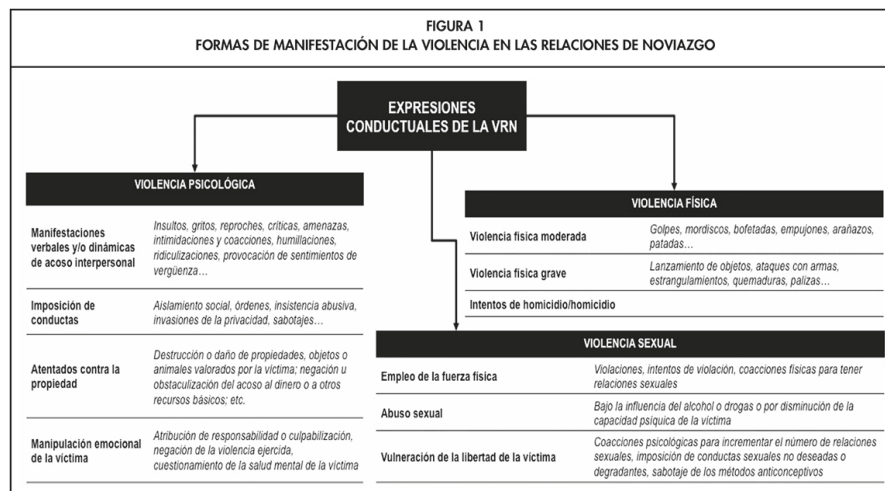 FIGURA 1
FORMAS DE MANIFESTACIÓN DE LA VIOLENCIA EN LAS RELACIONES DE NOVIAZGO
EXPRESIONES
CONDUCTUALES DE LA VRN
VIOLENCIA PSICOLÓGICA
Manifestaciones
verbales y/o dinámicas
de acoso interpersonal
Insultos, gritos, reproches, críticas, amenazas,
intimidaciones y coacciones, humillaciones,
ridiculizaciones, provocación de sentimientos de
vergüenza…
Imposición de
conductas
Aislamiento social, órdenes, insistencia abusiva,
invasiones de la privacidad, sabotajes…
Atentados contra la
propiedad
Destrucción o daño de propiedades, objetos o
animales valorados por la víctima; negación u
obstaculización del acoso al dinero o a otros
recursos básicos; etc.
Manipulación emocional
de la víctima
Atribución de responsabilidad o culpabilización,
negación de la violencia ejercida,
cuestionamiento de la salud mental de la víctima
VIOLENCIA FÍSICA
Violencia física moderada
Golpes, mordiscos, bofetadas, empujones, arañazos,
patadas…
Violencia física grave
Lanzamiento de objetos, ataques con armas,
estrangulamientos, quemaduras, palizas…
Intentos de homicidio/homicidio
VIOLENCIA SEXUAL
Empleo de la fuerza física
Violaciones, intentos de violación, coacciones físicas para tener
relaciones sexuales
Abuso sexual
Bajo la influencia del alcohol o drogas o por disminución de la
capacidad psíquica de la víctima
Vulneración de la libertad de la víctima
Coacciones psicológicas para incrementar el número de relaciones
sexuales, imposición de conductas sexuales no deseadas o
degradantes, sabotaje de los métodos anticonceptivos